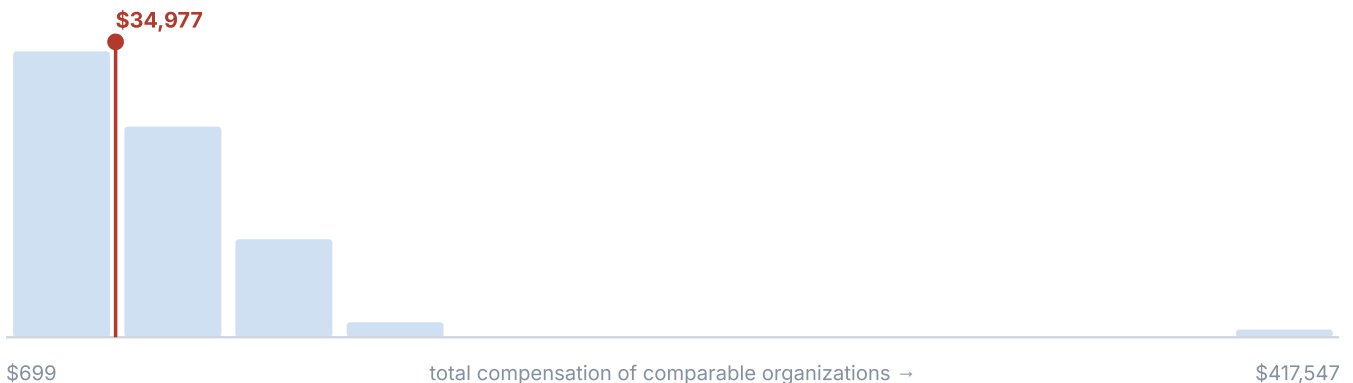 $34,977
$699
total compensation of comparable organizations →
$417,547